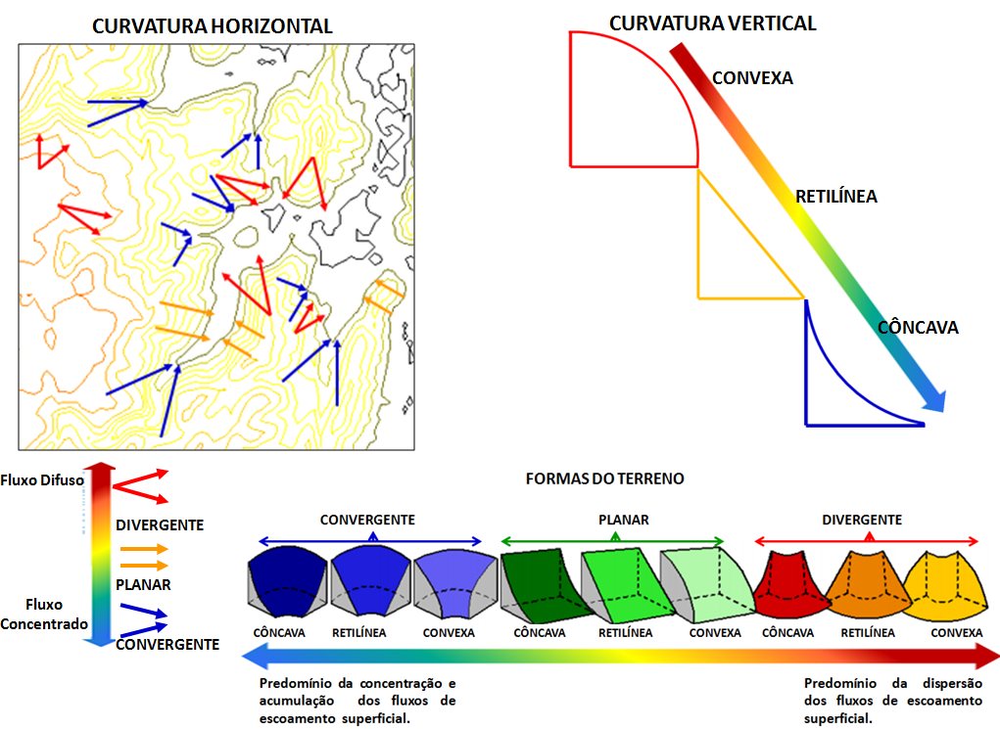 CURVATURA HORIZONTAL
CURVATURA VERTICAL
CONVEXA
RETILÍNEA
CÔNCAVA
Fluxo Difuso
DIVERGENTE
PLANAR
Fluxo
Concentrado
CONVERGENTE
FORMAS DO TERRENO
CONVERGENTE
PLANAR
DIVERGENTE
CÔNCAVA
RETILÍNEA
CONVEXA
CÔNCAVA
RETILÍNEA
CONVEXA
CÔNCAVA
RETILÍNEA
CONVEXA
Predomínio da concentração e
acumulação dos fluxos de
escoamento superficial.
Predomínio da dispersão
dos fluxos de escoamento
superficial.